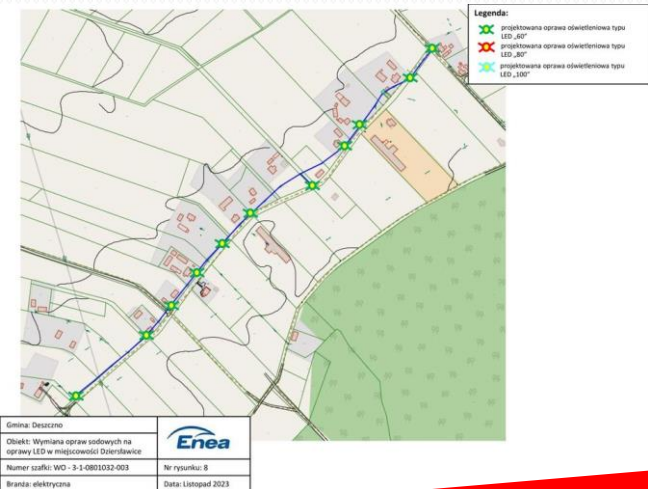 Legenda:
projektowana oprawa oświetleniowa typu
LED „60"
projektowana oprawa oświetleniowa typu
LED „80"
projektowana oprawa oświetleniowa typu
LED „100"
Gmina: Deszczno
Obiekt: Wymiana opraw sodowych na
oprawy LED w miejscowości Dziersławice
Enea
Numer szafki: WO - 3-1-0801032-003
Nr rysunku: 8
Branża: elektryczna
Data: Listopad 2023